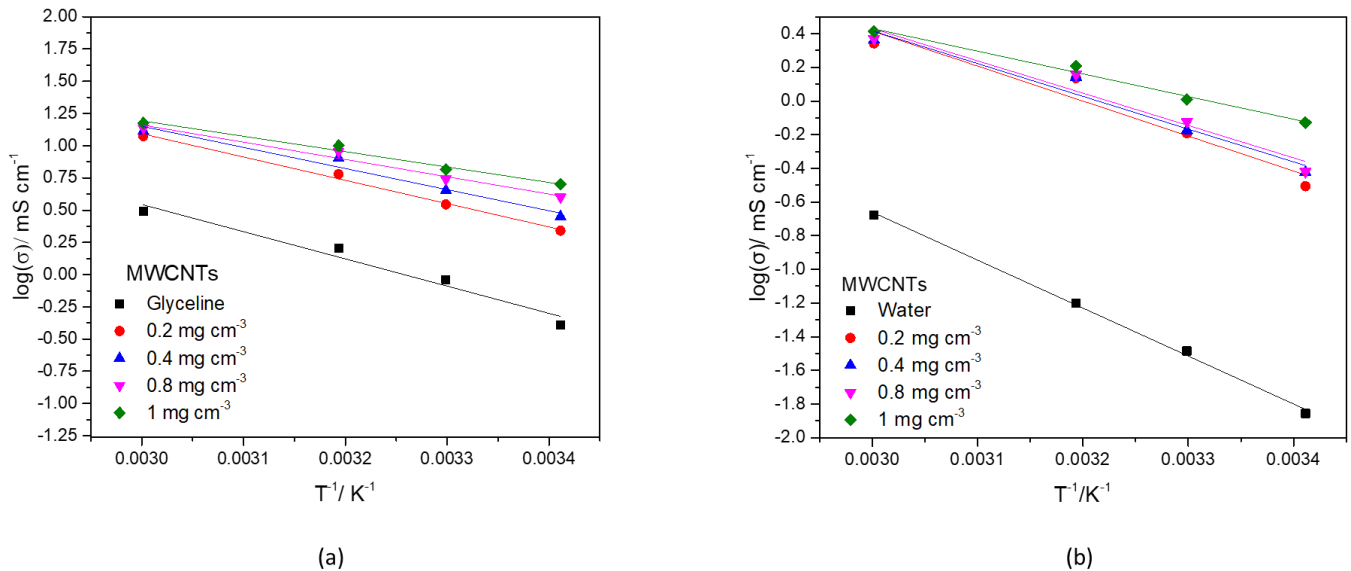 2.00
1.75
1.50
1.25
1.00
0.75
0.50
0.25
0.00
-0.25
-0.50
-0.75
-1.00
-1.25
log(σ)/ mS cm⁻¹
MWCNTs
Glyceline
0.2 mg cm⁻³
0.4 mg cm⁻³
0.8 mg cm⁻³
1 mg cm⁻³
0.0030 0.0031 0.0032 0.0033 0.0034
T⁻¹/ K⁻¹
(a)
0.4
0.2
0.0
-0.2
-0.4
-0.6
-0.8
-1.0
-1.2
-1.4
-1.6
-1.8
-2.0
log(σ)/ mS cm⁻¹
MWCNTs
Water
0.2 mg cm⁻³
0.4 mg cm⁻³
0.8 mg cm⁻³
1 mg cm⁻³
0.0030 0.0031 0.0032 0.0033 0.0034
T⁻¹/K⁻¹
(b)